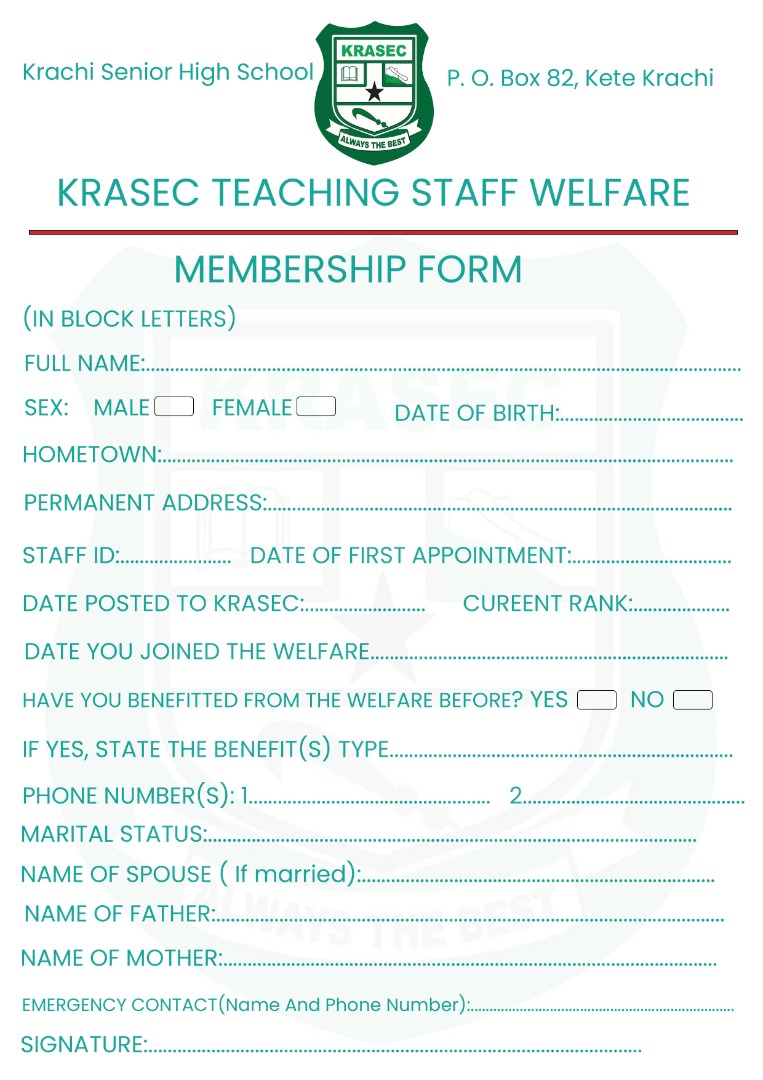 Krachi Senior High School
KRASEC
ALWAYS THE BEST
P. O. Box 82, Kete Krachi
KRASEC TEACHING STAFF WELFARE
MEMBERSHIP FORM
(IN BLOCK LETTERS)
FULL NAME:..........................................................................................................
SEX: MALE FEMALE DATE OF BIRTH:................................
HOMETOWN:....................................................................................................
PERMANENT ADDRESS:................................................................................
STAFF ID:................... DATE OF FIRST APPOINTMENT:............................
DATE POSTED TO KRASEC:..................... CUREENT RANK:.................
DATE YOU JOINED THE WELFARE..............................................................
HAVE YOU BENEFITTED FROM THE WELFARE BEFORE? YES NO
IF YES, STATE THE BENEFIT(S) TYPE............................................................
PHONE NUMBER(S): 1.......................................... 2......................................
MARITAL STATUS:....................................................................................
NAME OF SPOUSE ( If married):.............................................................
NAME OF FATHER:........................................................................................
NAME OF MOTHER:......................................................................................
EMERGENCY CONTACT(Name And Phone Number):......................................................
SIGNATURE:......................................................................................
KRASEC
ALWAYS THE BEST